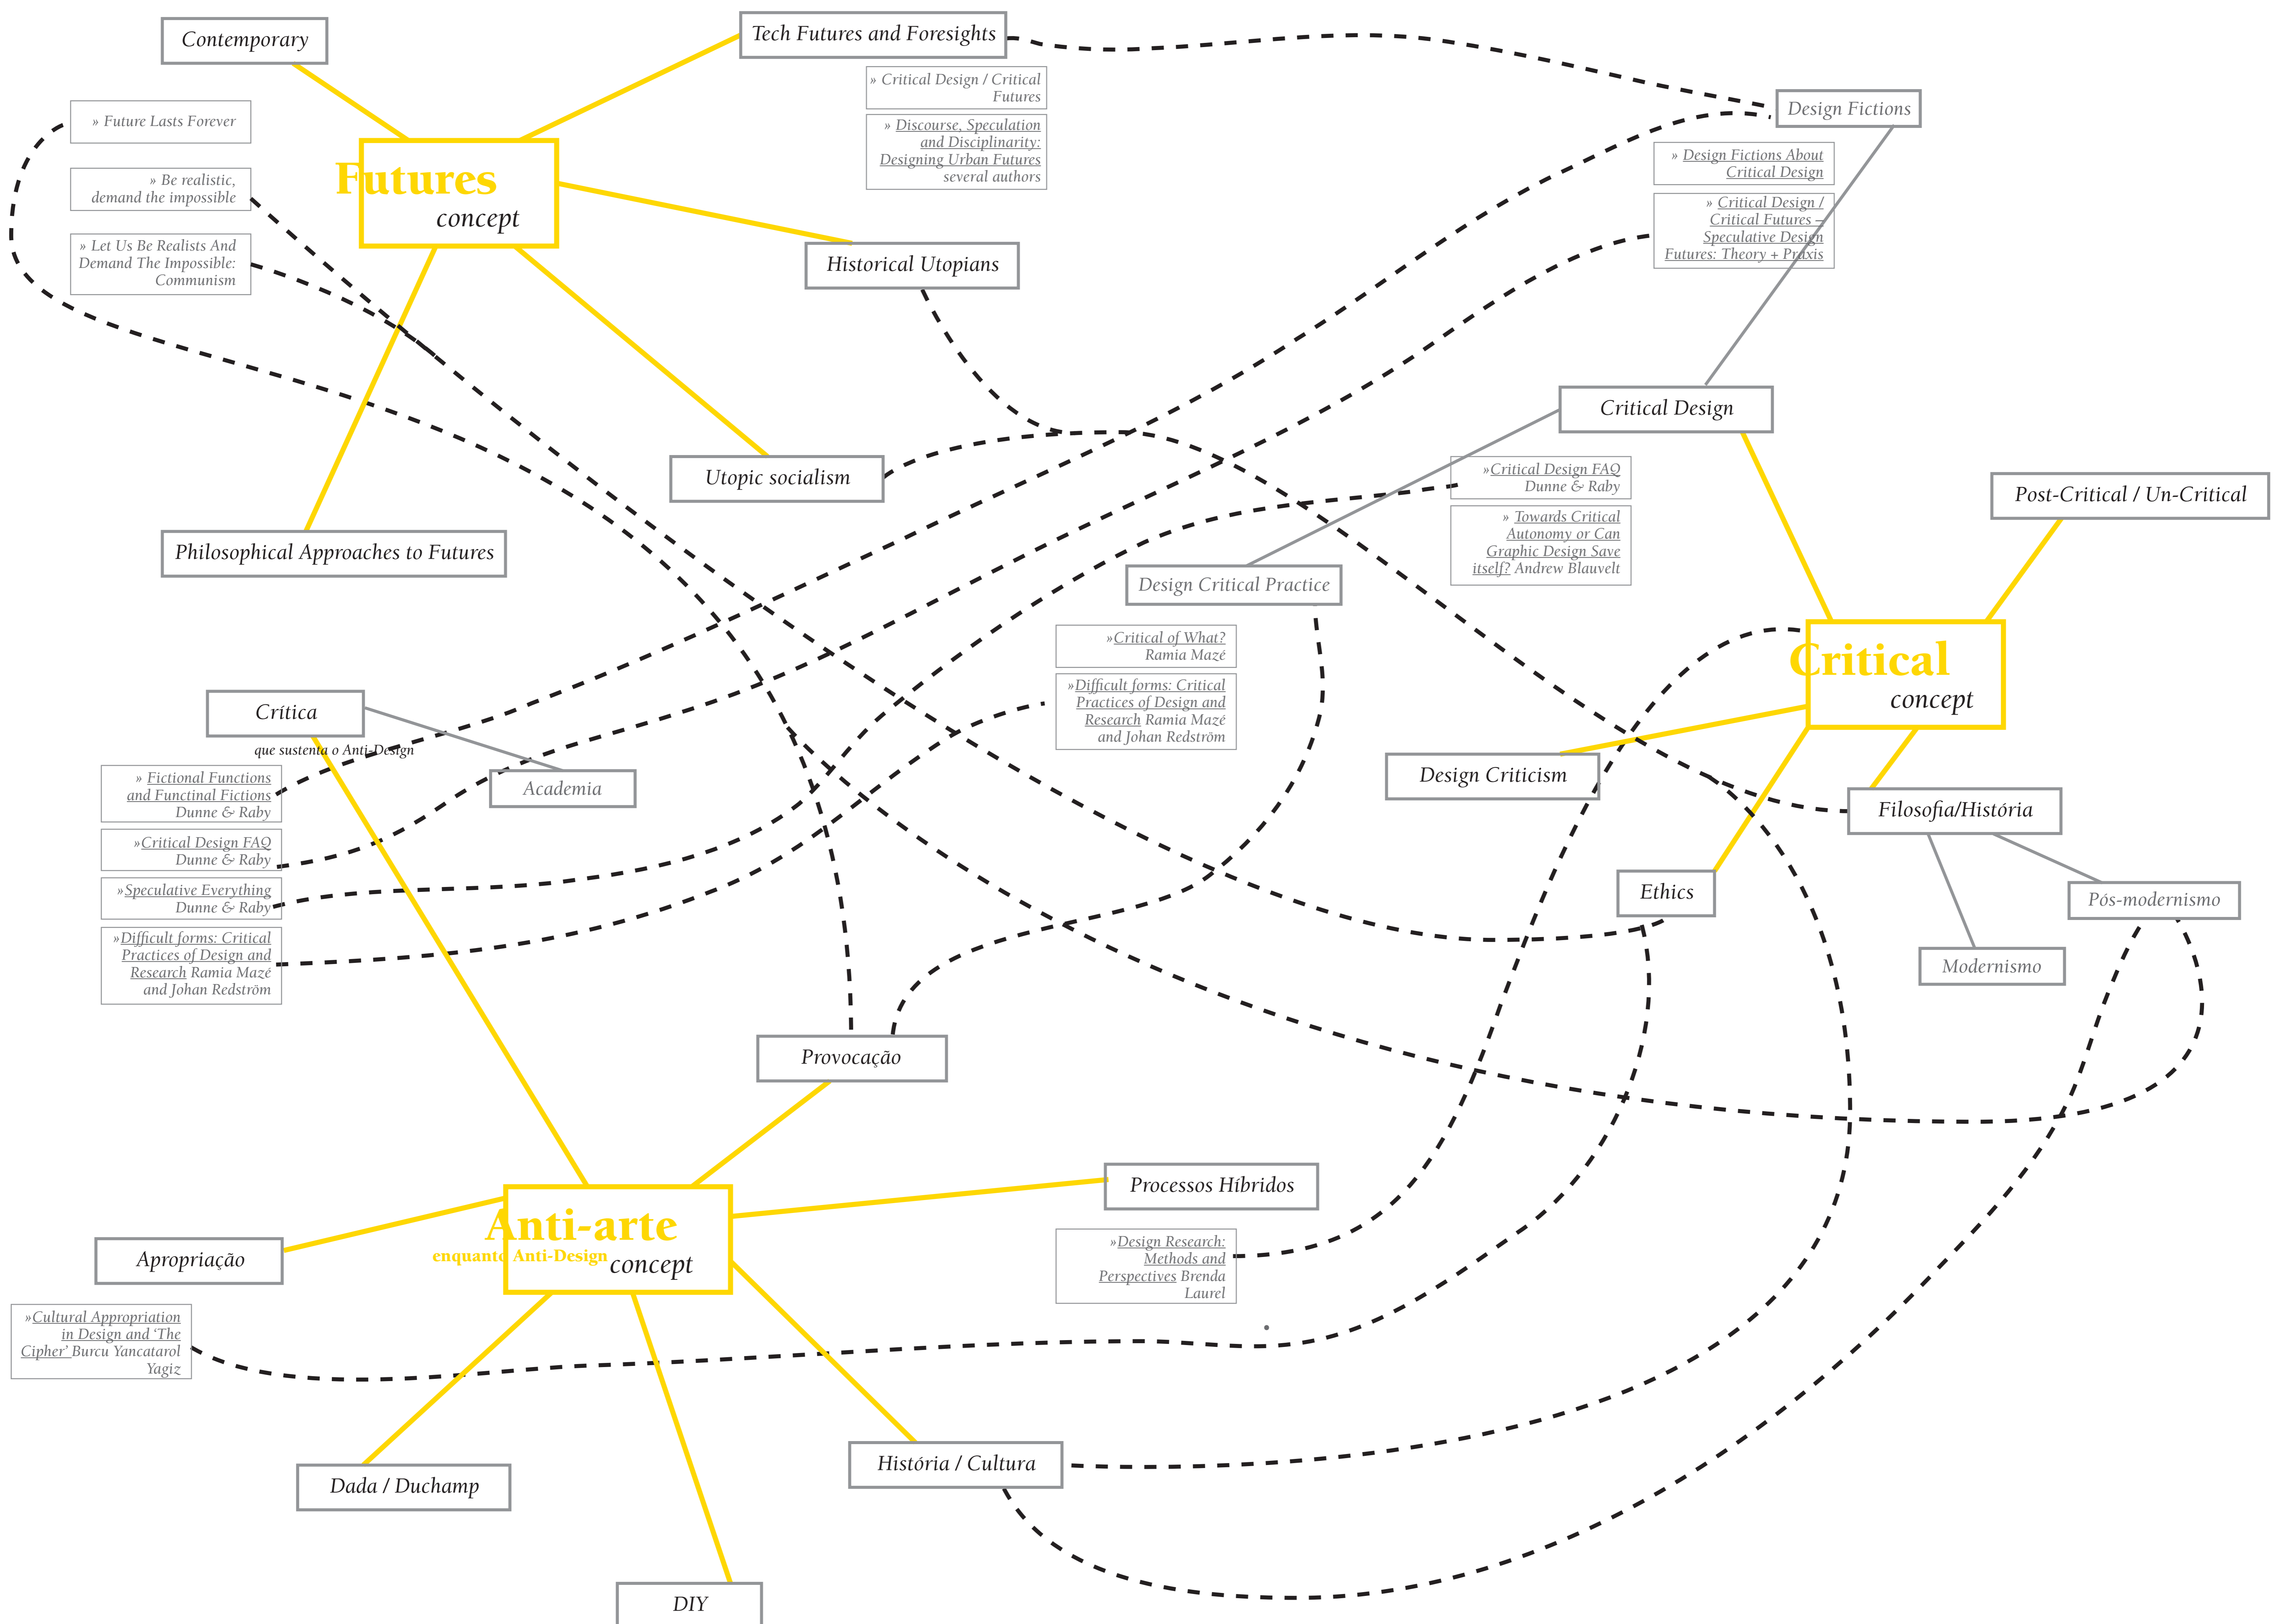 Contemporary
Tech Futures and Foresights
» Critical Design / Critical
Futures
» Discourse, Speculation
and Disciplinarity:
Designing Urban Futures
several authors
» Future Lasts Forever
» Be realistic,
demand the impossible
» Let Us Be Realists And
Demand The Impossible:
Communism
Futures
concept
Historical Utopians
Utopic socialism
Philosophical Approaches to Futures
Design Fictions
» Design Fictions About
Critical Design
» Critical Design /
Critical Futures –
Speculative Design
Futures: Theory + Praxis
Critical Design
»Critical Design FAQ
Dunne & Raby
» Towards Critical
Autonomy or Can
Graphic Design Save
itself? Andrew Blauvelt
Post-Critical / Un-Critical
Design Critical Practice
»Critical of What?
Ramia Mazé
»Difficult forms: Critical
Practices of Design and
Research Ramia Mazé
and Johan Redström
Critical
concept
Design Criticism
Filosofia/História
Ethics
Pós-modernismo
Modernismo
Crítica
que sustenta o Anti-Design
Academia
» Fictional Functions
and Functinal Fictions
Dunne & Raby
»Critical Design FAQ
Dunne & Raby
»Speculative Everything
Dunne & Raby
»Difficult forms: Critical
Practices of Design and
Research Ramia Mazé
and Johan Redström
Provocação
Anti-arte
enquanto Anti-Design
concept
Processos Híbridos
»Design Research:
Methods and
Perspectives Brenda
Laurel
Apropriação
»Cultural Appropriation
in Design and ‘The
Cipher’ Burcu Yancatarol
Yagiz
Dada / Duchamp
História / Cultura
DIY